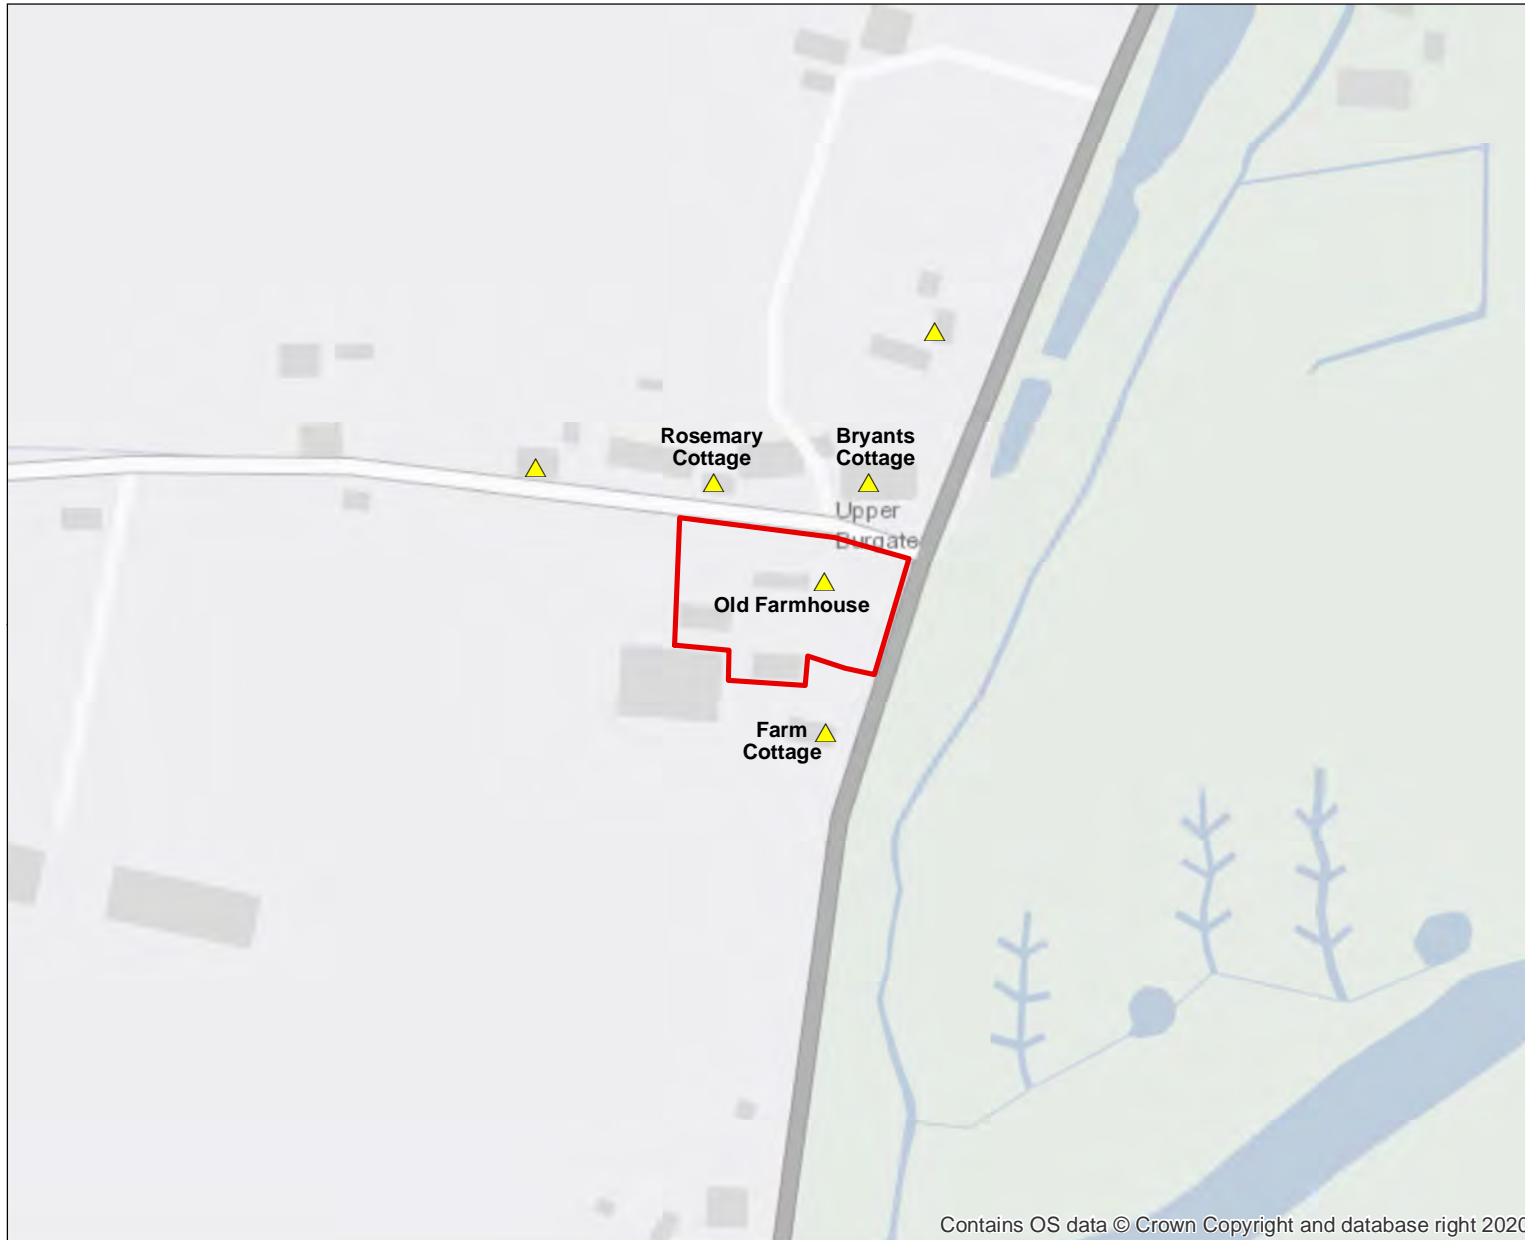 Rosemary
Cottage
Bryants
Cottage
Upper
Burgate
Old Farmhouse
Farm
Cottage
Contains OS data © Crown Copyright and database right 2020